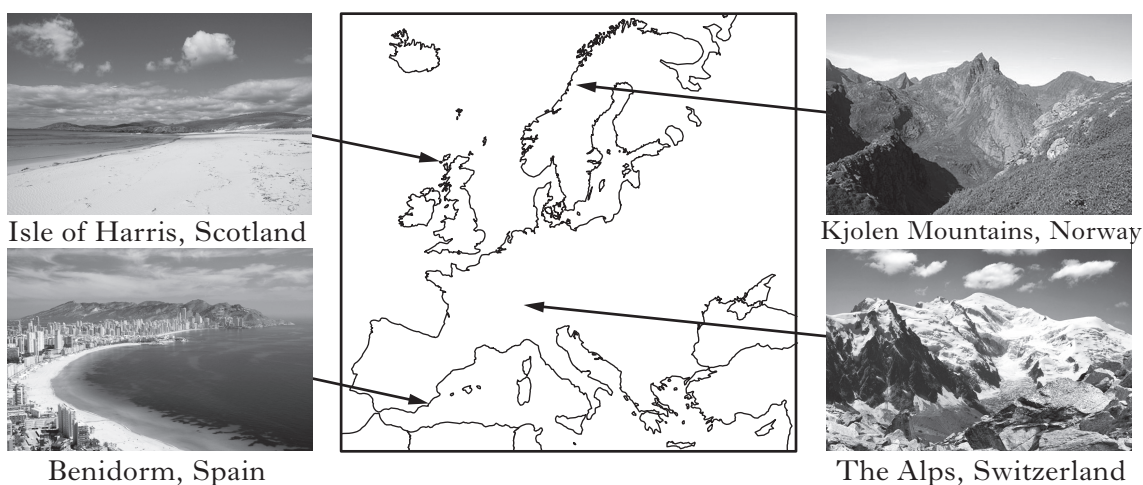 Isle of Harris, Scotland
Kjolen Mountains, Norway
Benidorm, Spain
The Alps, Switzerland